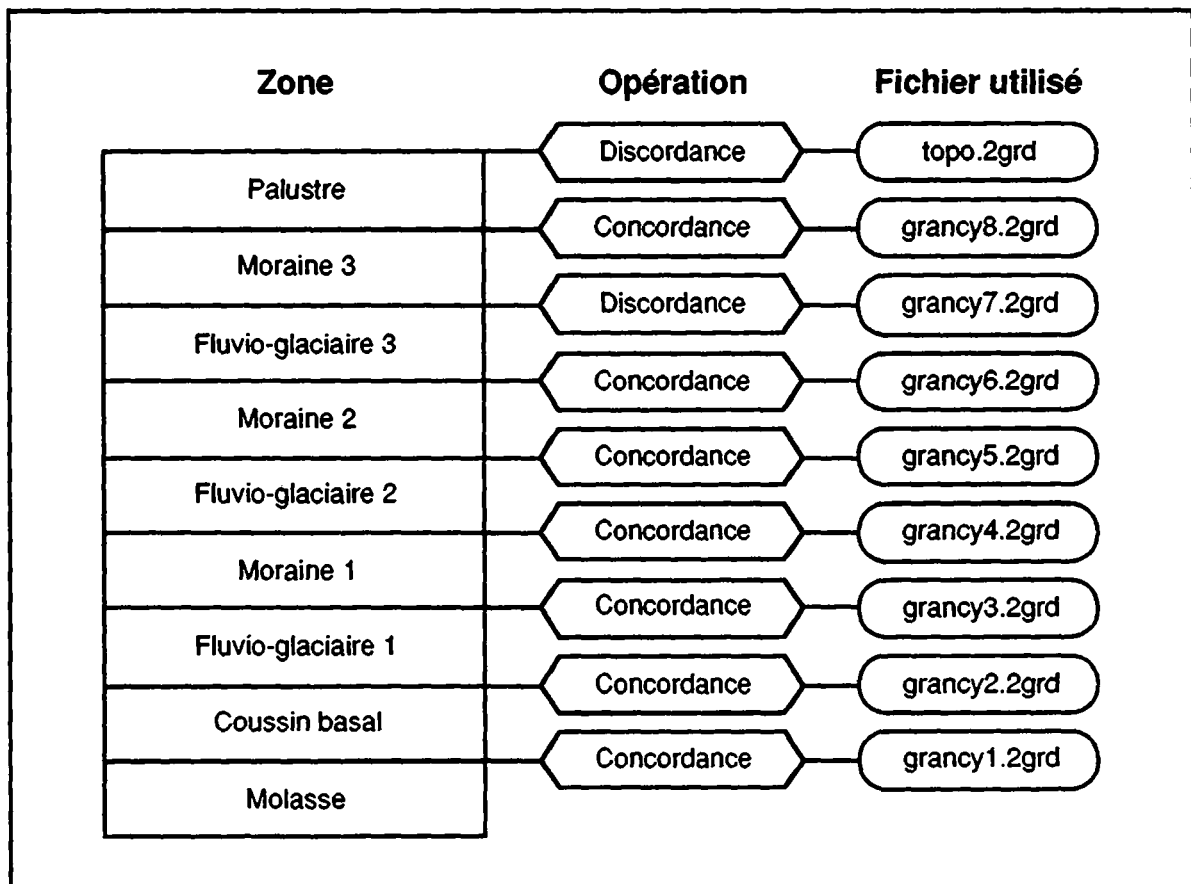 Zone Opération Fichier utilisé
Discordance topo.2grd
Palustre
Concordance grancy8.2grd
Moraine 3
Discordance grancy7.2grd
Fluvio-glaciaire 3
Concordance grancy6.2grd
Moraine 2
Concordance grancy5.2grd
Fluvio-glaciaire 2
Concordance grancy4.2grd
Moraine 1
Concordance grancy3.2grd
Fluvio-glaciaire 1
Concordance grancy2.2grd
Coussin basal
Concordance grancy1.2grd
Molasse